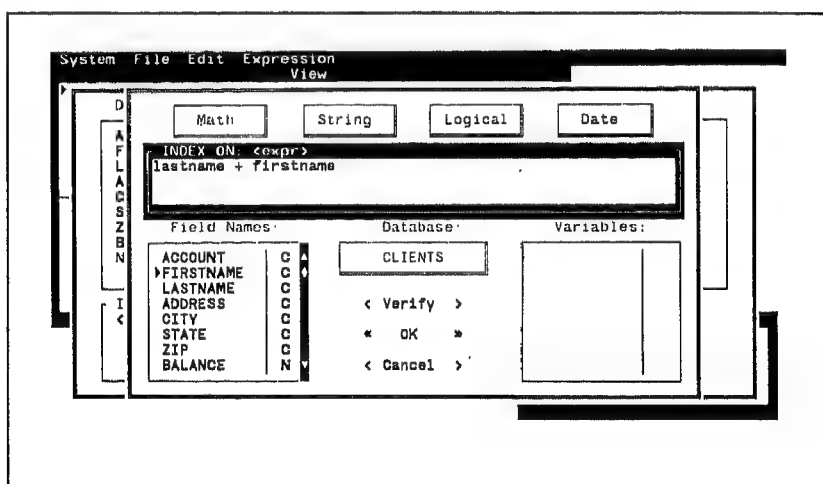 System File Edit Expression
View
D
Math String Logical Date
A
F
L
A
C
S
Z
B
N
INDEX ON: <expr>
lastname + firstname
Field Names: Database: Variables:
ACCOUNT C
FIRSTNAME C
LASTNAME C
ADDRESS C
CITY C
STATE C
ZIP C
BALANCE N
CLIENTS
< Verify >
« OK »
< Cancel >
I
<